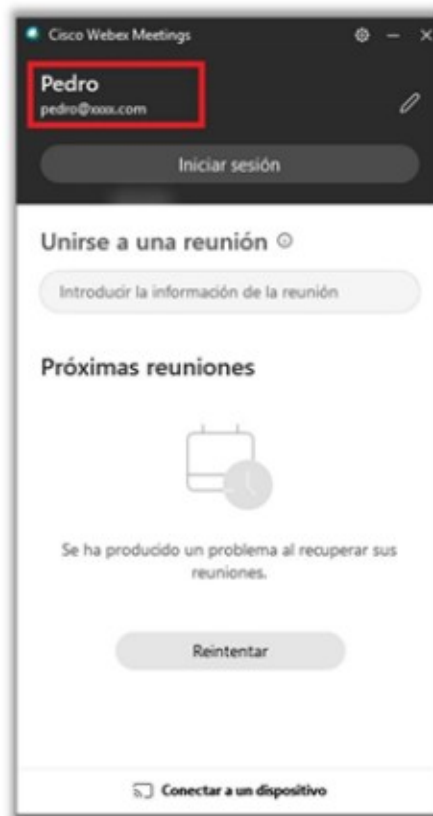 Cisco Webex Meetings
Pedro
pedro@xxxx.com
Iniciar sesión
Unirse a una reunión
Introducir la información de la reunión
Próximas reuniones
Se ha producido un problema al recuperar sus
reuniones.
Reintentar
Conectar a un dispositivo